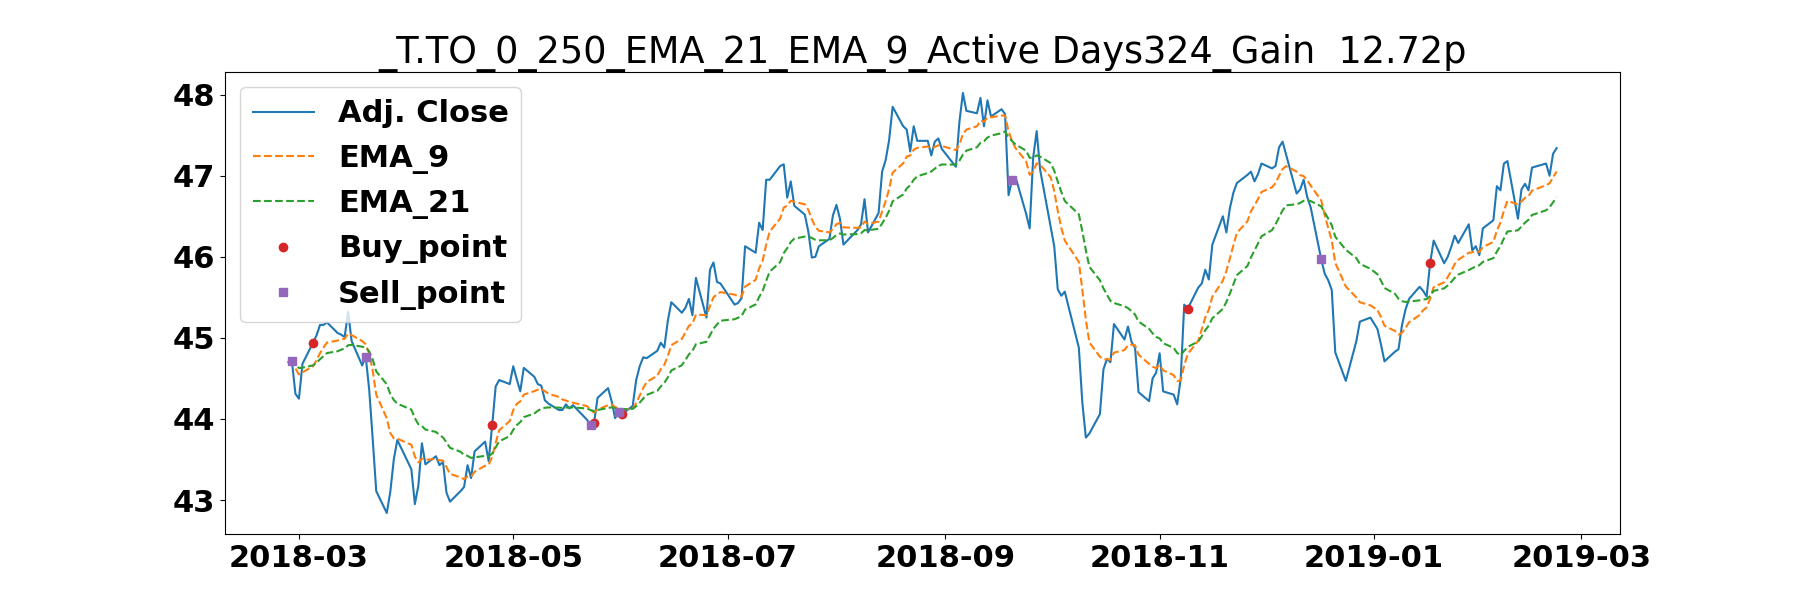 _T.TO_0_250_EMA_21_EMA_9_Active Days324_Gain  12.72p
Adj. Close
EMA_9
EMA_21
Buy_point
Sell_point
48
47
46
45
44
43
2018-03 2018-05 2018-07 2018-09 2018-11 2019-01 2019-03